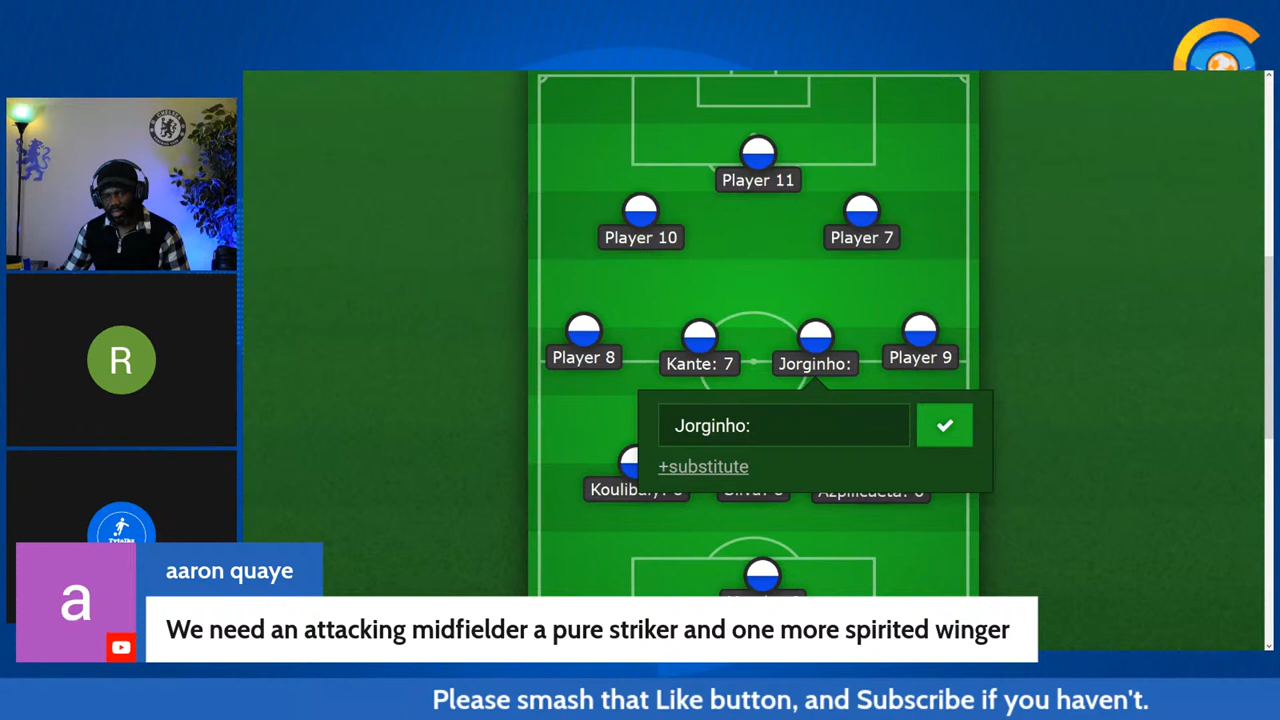 CHELSEA
Player 11
Player 10
Player 7
Player 8
Kante: 7
Jorginho:
Player 9
Jorginho:
+substitute
R
Tytalkz
a
aaron quaye
We need an attacking midfielder a pure striker and one more spirited winger
Please smash that Like button, and Subscribe if you haven't.